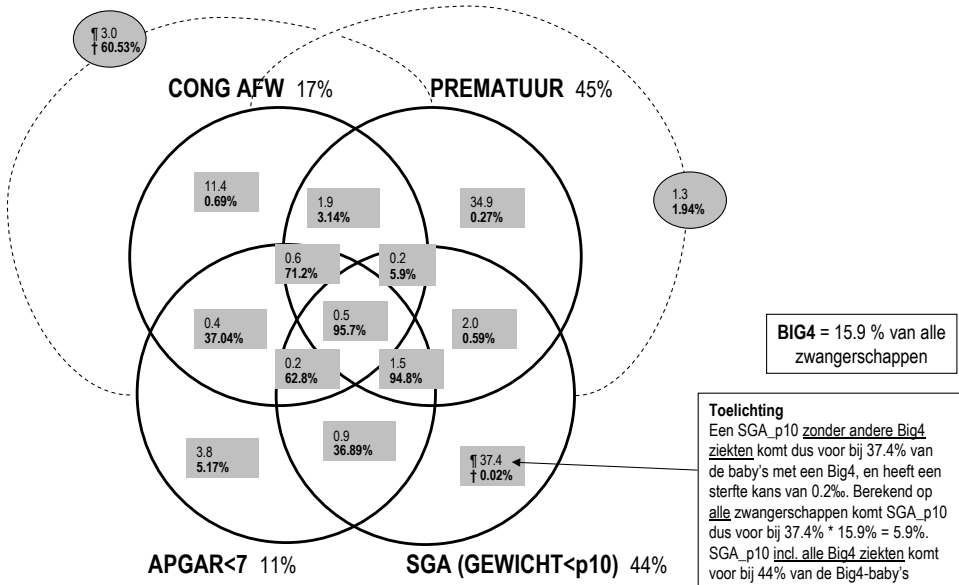 ¶ 3.0
† 60.53%
CONG AFW 17%
PREMATUUR 45%
11.4
0.69%
1.9
3.14%
34.9
0.27%
1.3
1.94%
0.6
71.2%
0.2
5.9%
0.4
37.04%
0.5
95.7%
2.0
0.59%
0.2
62.8%
1.5
94.8%
BIG4 = 15.9 % van alle
zwangerschappen
3.8
5.17%
0.9
36.89%
¶ 37.4
† 0.02%
Toelichting
Een SGA_p10 zonder andere Big4
ziekten komt dus voor bij 37.4% van
de baby's met een Big4, en heeft een
sterfte kans van 0.2‰. Berekend op
alle zwangerschappen komt SGA_p10
dus voor bij 37.4% * 15.9% = 5.9%.
SGA_p10 incl. alle Big4 ziekten komt
voor bij 44% van de Big4-baby's
APGAR<7 11%
SGA (GEWICHT<p10) 44%